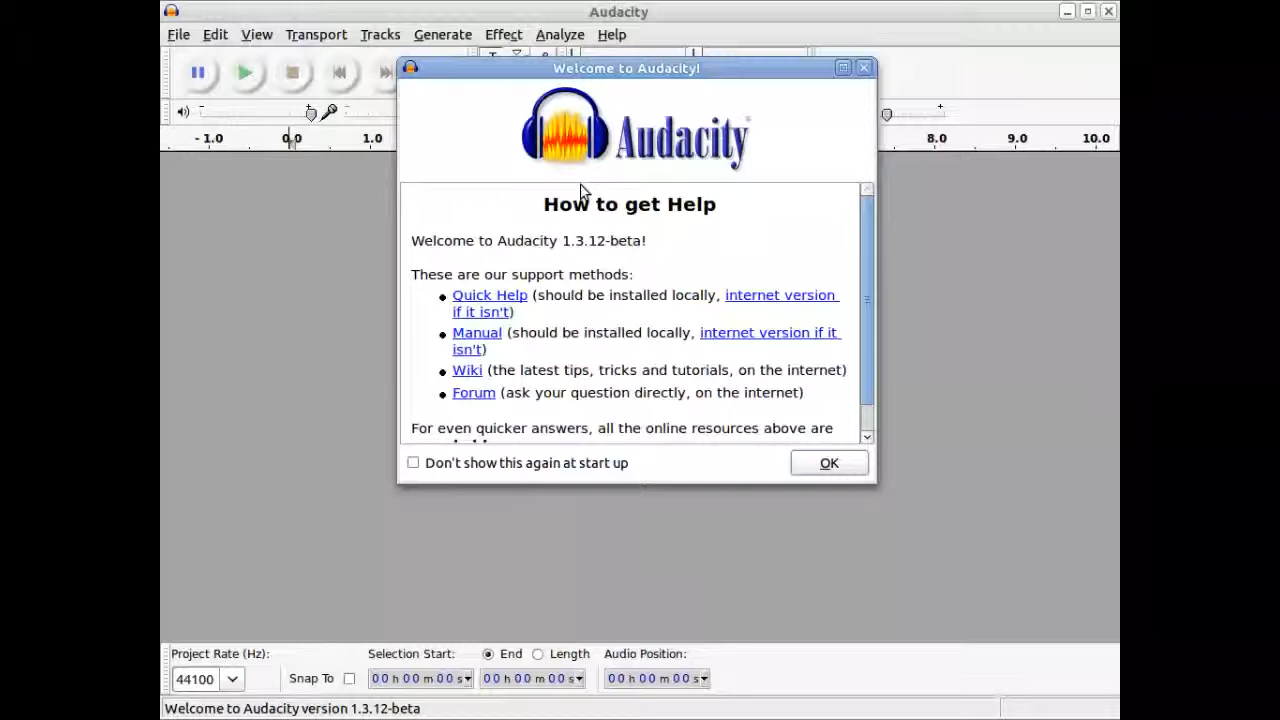 Audacity
File Edit View Transport Tracks Generate Effect Analyze Help
Welcome to Audacity!
Audacity
- 1.0 0.0 1.0 8.0 9.0 10.0
How to get Help
Welcome to Audacity 1.3.12-beta!
These are our support methods:
Quick Help (should be installed locally, internet version
if it isn't)
Manual (should be installed locally, internet version if it
isn't)
Wiki (the latest tips, tricks and tutorials, on the internet)
Forum (ask your question directly, on the internet)
For even quicker answers, all the online resources above are
Don't show this again at start up
OK
Project Rate (Hz): Selection Start: End Length Audio Position:
44100 Snap To 00 h 00 m 00 s 00 h 00 m 00 s 00 h 00 m 00 s
Welcome to Audacity version 1.3.12-beta